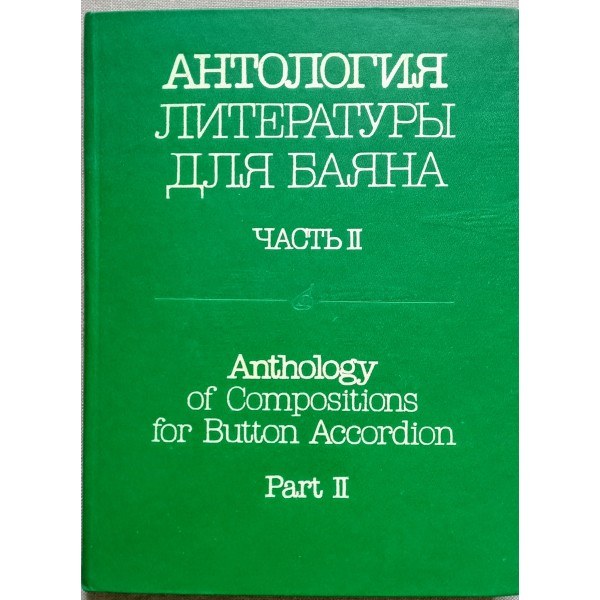 АНТОЛОГИЯ
ЛИТЕРАТУРЫ
ДЛЯ БАЯНА
ЧАСТЬ II
Anthology
of Compositions
for Button Accordion
Part II